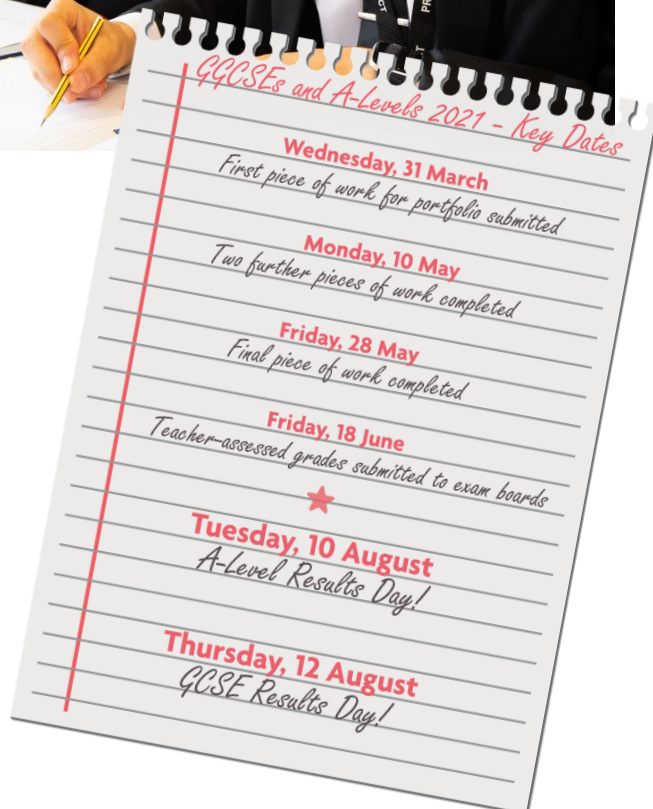 GGCSEs and A-Levels 2021 - Key Dates
Wednesday, 31 March
First piece of work for portfolio submitted
Monday, 10 May
Two further pieces of work completed
Friday, 28 May
Final piece of work completed
Friday, 18 June
Teacher-assessed grades submitted to exam boards
Tuesday, 10 August
A-Level Results Day!
Thursday, 12 August
GCSE Results Day!